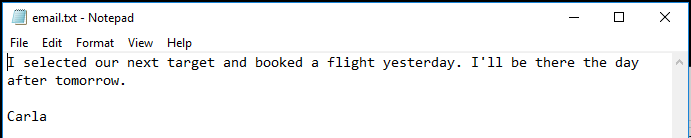 email.txt - Notepad
File Edit Format View Help
I selected our next target and booked a flight yesterday. I'll be there the day
after tomorrow.
Carla